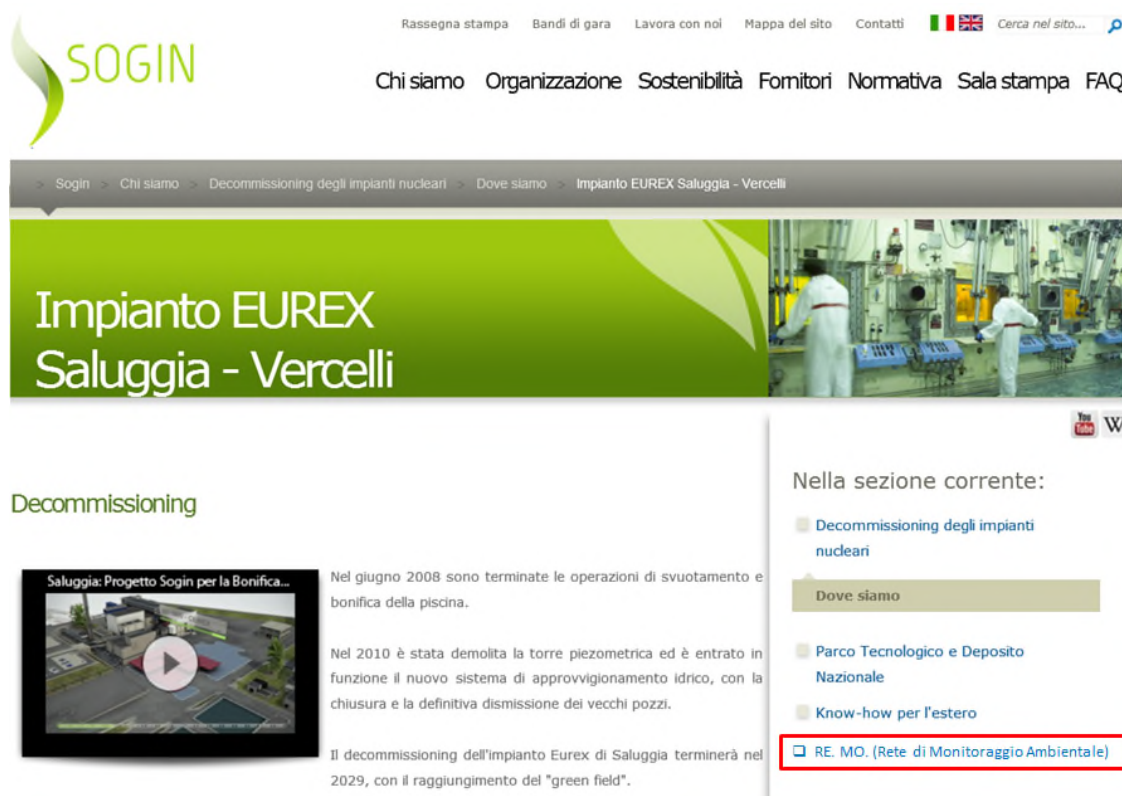 Rassegna stampa Bandi di gara Lavora con noi Mappa del sito Contatti Cerca nel sito...
SOGIN
Chi siamo Organizzazione Sostenibilità Fornitori Normativa Sala stampa FAQ
> Sogin > Chi siamo > Decommissioning degli impianti nucleari > Dove siamo > Impianto EUREX Saluggia - Vercelli
Impianto EUREX
Saluggia - Vercelli
You Tube W
Nella sezione corrente:
Decommissioning
Decommissioning degli impianti
nucleari
Dove siamo
Parco Tecnologico e Deposito
Nazionale
Know-how per l'estero
RE. MO. (Rete di Monitoraggio Ambientale)
Saluggia: Progetto Sogin per la Bonifica...
Nel giugno 2008 sono terminate le operazioni di svuotamento e
bonifica della piscina.
Nel 2010 è stata demolita la torre piezometrica ed è entrato in
funzione il nuovo sistema di approvvigionamento idrico, con la
chiusura e la definitiva dismissione dei vecchi pozzi.
Il decommissioning dell'impianto Eurex di Saluggia terminerà nel
2029, con il raggiungimento del "green field".